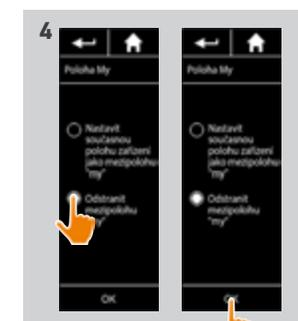 4
Poloha My
Nastavit
současnou
polohu zařízení
jako mezipolohu
"my"
Odstranit
mezipolohu
"my"
OK
Poloha My
Nastavit
současnou
polohu zařízení
jako mezipolohu
"my"
Odstranit
mezipolohu
"my"
OK